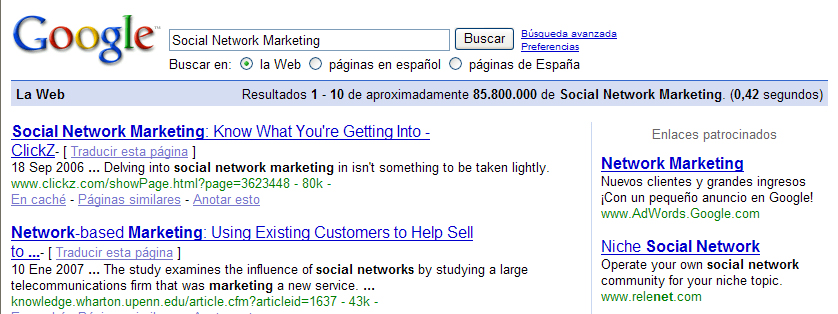 Google™
Social Network Marketing
Buscar
Búsqueda avanzada
Preferencias
Buscar en: la Web páginas en español páginas de España
La Web
Resultados 1 - 10 de aproximadamente 85.800.000 de Social Network Marketing. (0,42 segundos)
Social Network Marketing: Know What You're Getting Into -
ClickZ- [ Traducir esta página ]
18 Sep 2006 ... Delving into social network marketing in isn't something to be taken lightly.
www.clickz.com/showPage.html?page=3623448 - 80k -
En caché - Páginas similares - Anotar esto
Network-based Marketing: Using Existing Customers to Help Sell
to ...- [ Traducir esta página ]
10 Ene 2007 ... The study examines the influence of social networks by studying a large
telecommunications firm that was marketing a new service. ...
knowledge.wharton.upenn.edu/article.cfm?articleid=1637 - 43k -
En caché - Páginas similares - Anotar esto
Enlaces patrocinados
Network Marketing
Nuevos clientes y grandes ingresos
¡Con un pequeño anuncio en Google!
www.AdWords.Google.com
Niche Social Network
Operate your own social network
community for your niche topic.
www.relenet.com